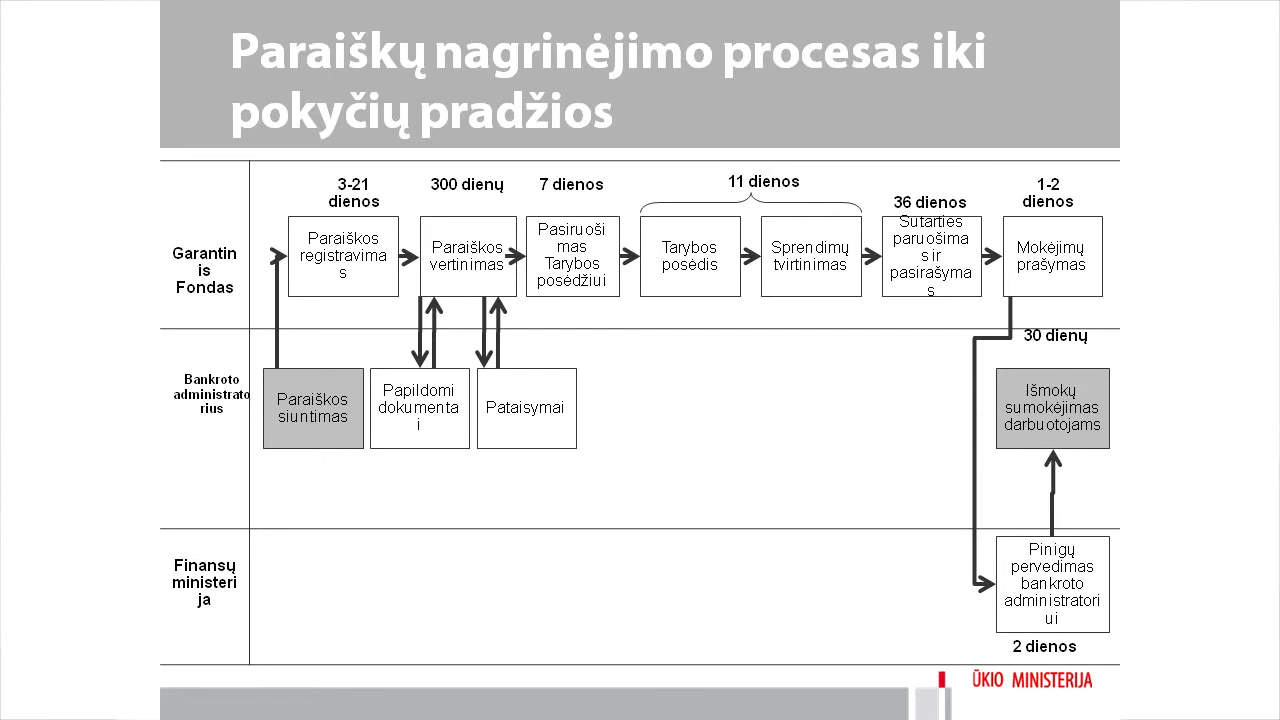 Paraiškų nagrinėjimo procesas iki
pokyčių pradžios
3-21
dienos
300 dienų
7 dienos
11 dienos
36 dienos
1-2
dienos
Garantin
is
Fondas
Paraiškos
registravima
s
Paraiškos
vertinimas
Pasiruoši
mas
Tarybos
posėdžiui
Tarybos
posėdis
Sprendimų
tvirtinimas
Sutarties
paruošima
s ir
pasirašyma
s
Mokėjimų
prašymas
30 dienų
Bankroto
administrato
rius
Paraiškos
siuntimas
Papildomi
dokumenta
i
Pataisymai
Išmokų
sumokėjimas
darbuotojams
Finansų
ministeri
ja
Pinigų
pervedimas
bankroto
administratori
ui
2 dienos
ŪKIO MINISTERIJA